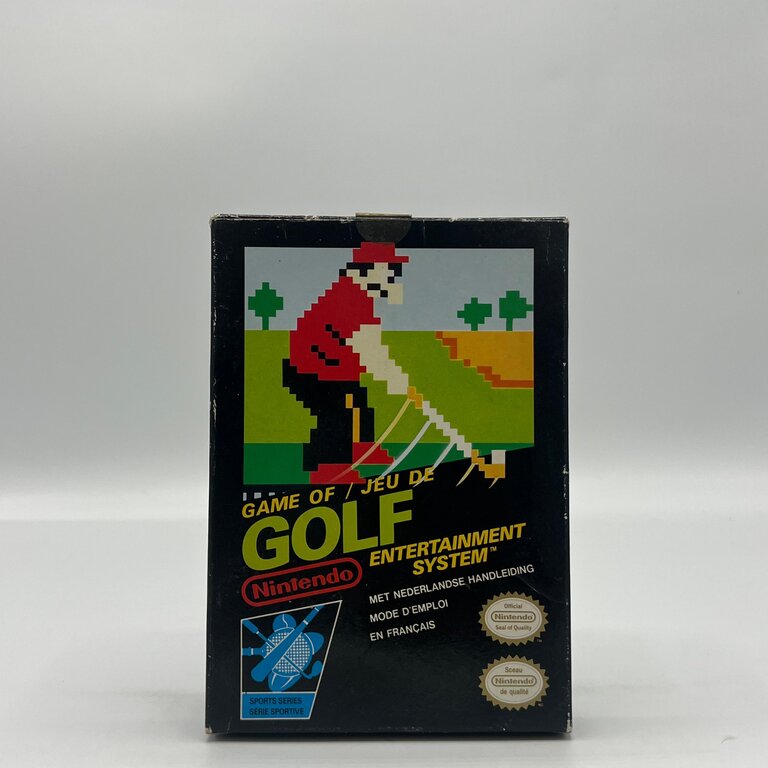 GAME OF / JEU DE
GOLF
Nintendo
ENTERTAINMENT
SYSTEM™
MET NEDERLANDSE HANDLEIDING
MODE D'EMPLOI
EN FRANÇAIS
SPORTS SERIES
SÉRIE SPORTIVE
Official
Nintendo
Seal of Quality
Sceau
Nintendo
de qualité